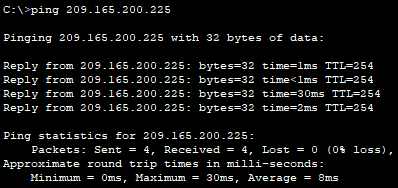 C:\>ping 209.165.200.225
Pinging 209.165.200.225 with 32 bytes of data:
Reply from 209.165.200.225: bytes=32 time=1ms TTL=254
Reply from 209.165.200.225: bytes=32 time<1ms TTL=254
Reply from 209.165.200.225: bytes=32 time=30ms TTL=254
Reply from 209.165.200.225: bytes=32 time=2ms TTL=254
Ping statistics for 209.165.200.225:
    Packets: Sent = 4, Received = 4, Lost = 0 (0% loss),
Approximate round trip times in milli-seconds:
    Minimum = 0ms, Maximum = 30ms, Average = 8ms